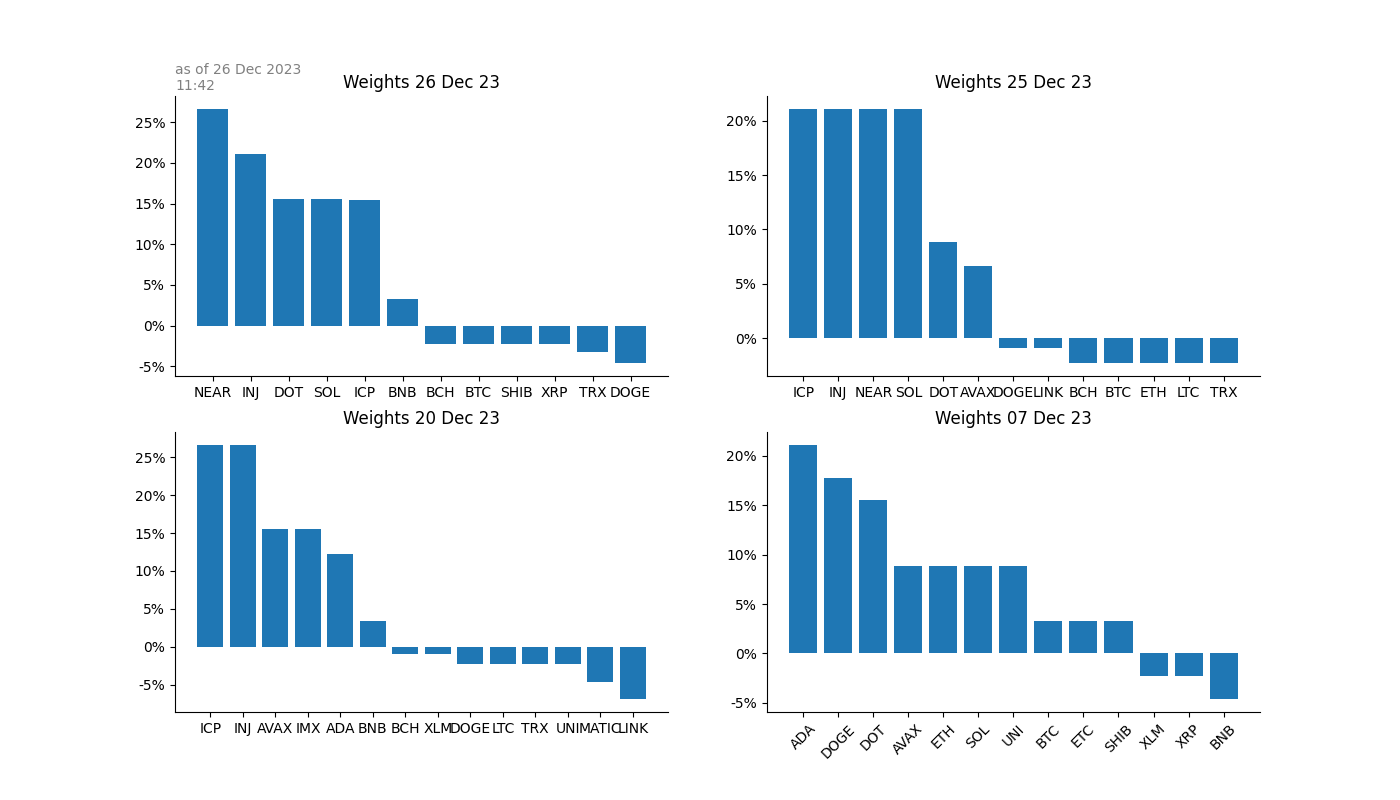 as of 26 Dec 2023
11:42
Weights 26 Dec 23
25%
20%
15%
10%
5%
0%
-5%
NEAR INJ DOT SOL ICP BNB BCH BTC SHIB XRP TRX DOGE
Weights 25 Dec 23
20%
15%
10%
5%
0%
ICP INJ NEAR SOL DOT AVAX DOGE LINK BCH BTC ETH LTC TRX
Weights 20 Dec 23
25%
20%
15%
10%
5%
0%
-5%
ICP INJ AVAX IMX ADA BNB BCH XLM DOGE LTC TRX UNI MATIC LINK
Weights 07 Dec 23
20%
15%
10%
5%
0%
-5%
ADA DOGE DOT AVAX ETH SOL UNI BTC ETC SHIB XLM XRP BNB